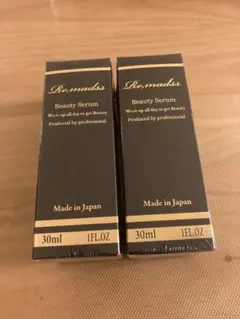 Re,madss
Beauty Serum
We,re up all day to get Beauty
Produced by professional
Made in Japan
30ml 1FL.OZ
Re,madss
Beauty Serum
We,re up all day to get Beauty
Produced by professional
Made in Japan
30ml 1FL.OZ